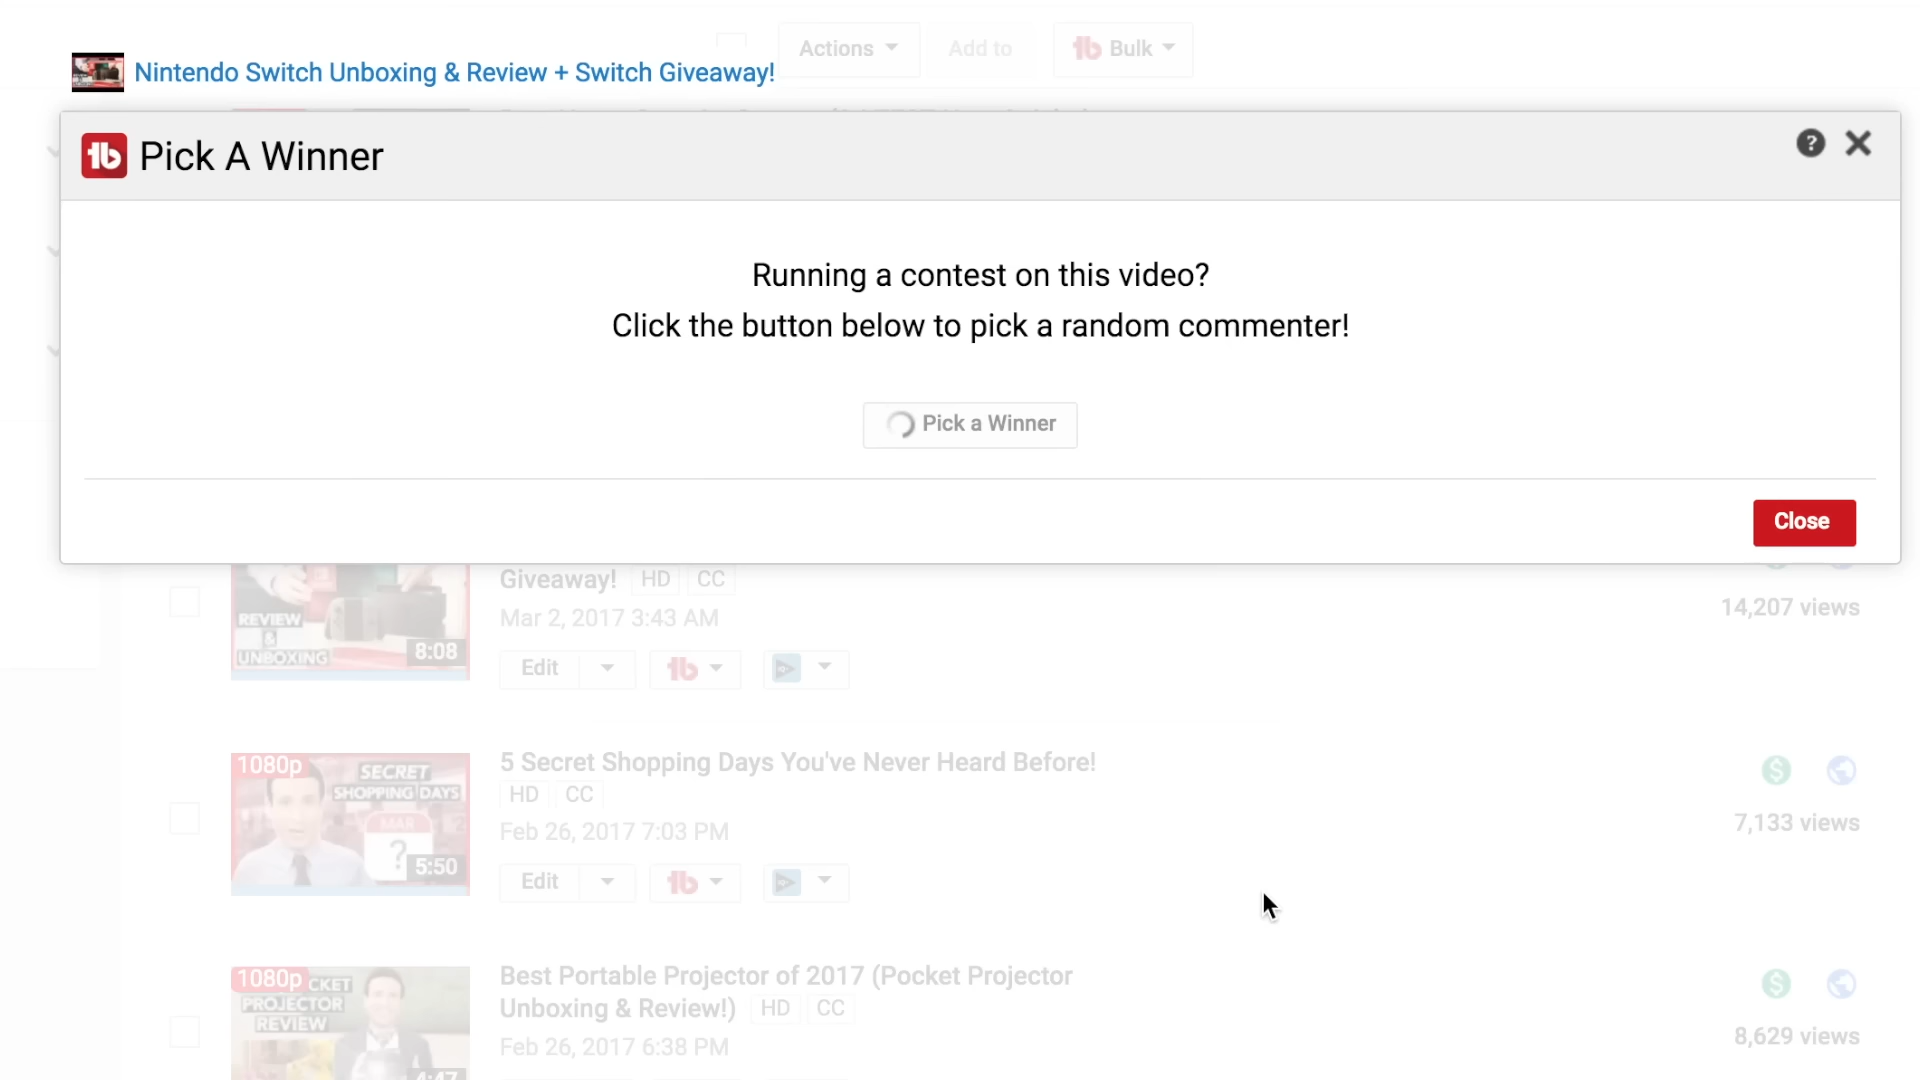 Actions
Add to
Bulk
Nintendo Switch Unboxing & Review + Switch Giveaway!
Pick A Winner
Running a contest on this video?
Click the button below to pick a random commenter!
Pick a Winner
Close
Giveaway! HD CC
Mar 2, 2017 3:43 AM
14,207 views
REVIEW
&
UNBOXING
8:08
Edit
1080p
SECRET
SHOPPING DAYS
MAR
?
5:50
5 Secret Shopping Days You've Never Heard Before!
HD CC
Feb 26, 2017 7:03 PM
7,133 views
Edit
1080p
CKET
PROJECTOR
REVIEW
4:47
Best Portable Projector of 2017 (Pocket Projector
Unboxing & Review!) HD CC
Feb 26, 2017 6:38 PM
8,629 views